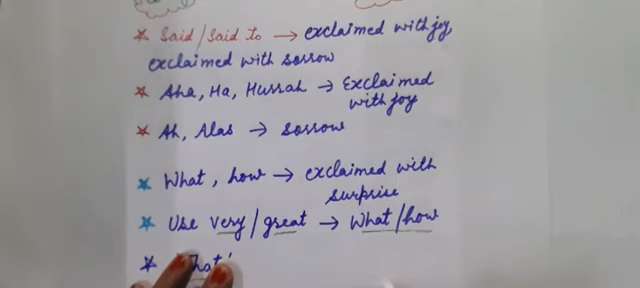 * Said/Said to → exclaimed with joy,
exclaimed with sorrow
* Aha, Ha, Hurrah → Exclaimed
with joy
* Ah, Alas → sorrow
* What, how → exclaimed with
surprise
* Use very/great → What/how
* 'that'